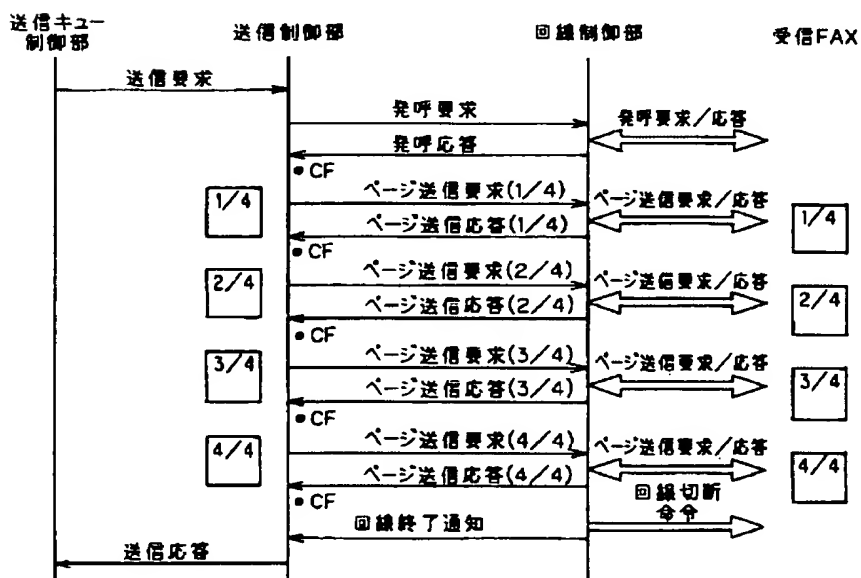 送信キュー
制御部
送信制御部
回線制御部
受信FAX
送信要求
発呼要求
発呼要求/応答
発呼応答
•CF
1/4
ページ送信要求(1/4)
ページ送信要求/応答
1/4
ページ送信応答(1/4)
•CF
2/4
ページ送信要求(2/4)
ページ送信要求/応答
2/4
ページ送信応答(2/4)
•CF
3/4
ページ送信要求(3/4)
ページ送信要求/応答
3/4
ページ送信応答(3/4)
•CF
4/4
ページ送信要求(4/4)
ページ送信要求/応答
4/4
ページ送信応答(4/4)
•CF
回線切断
命令
回線終了通知
送信応答